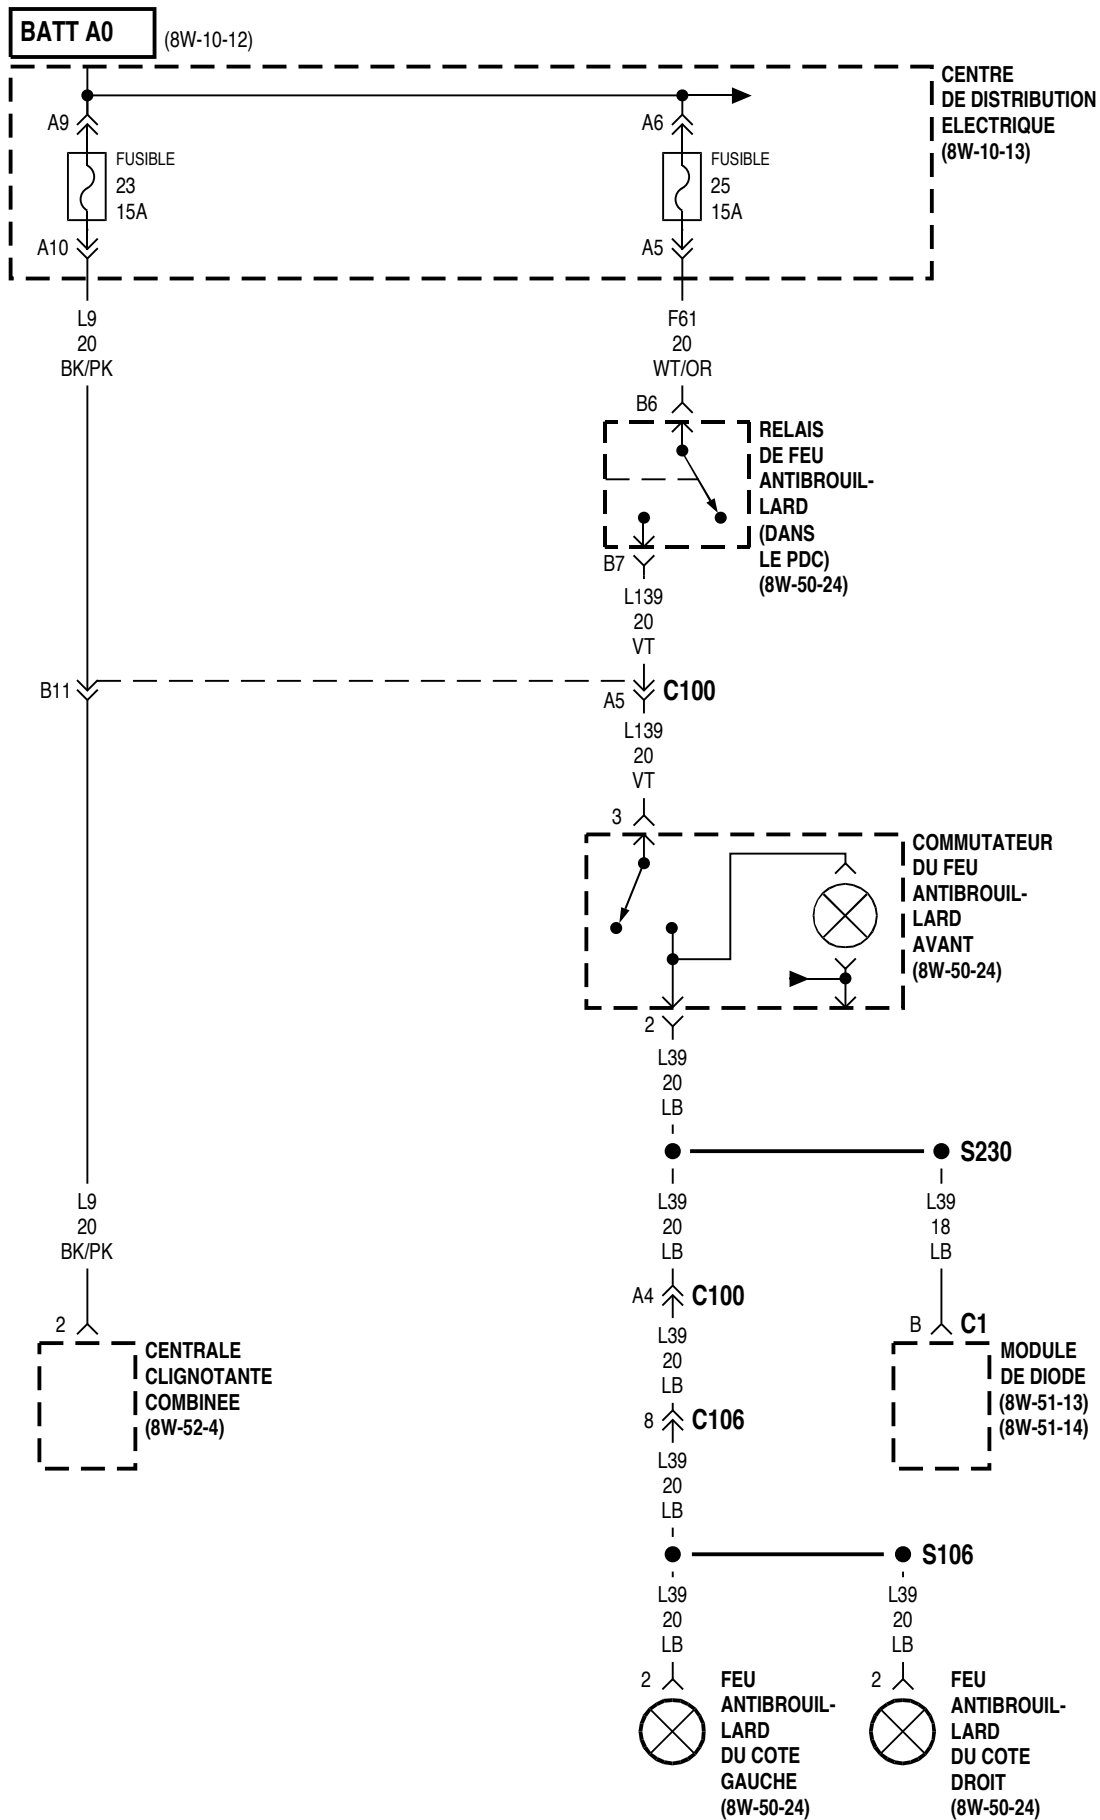 BATT A0
(8W-10-12)
CENTRE
DE DISTRIBUTION
ELECTRIQUE
(8W-10-13)
A9
FUSIBLE
23
15A
A10
A6
FUSIBLE
25
15A
A5
L9
20
BK/PK
F61
20
WT/OR
B6
RELAIS
DE FEU
ANTIBROUIL-
LARD
(DANS
LE PDC)
(8W-50-24)
B7
L139
20
VT
B11
A5
C100
L139
20
VT
3
COMMUTATEUR
DU FEU
ANTIBROUIL-
LARD
AVANT
(8W-50-24)
2
L39
20
LB
S230
L9
20
BK/PK
L39
20
LB
L39
18
LB
A4
C100
2
CENTRALE
CLIGNOTANTE
COMBINEE
(8W-52-4)
B
C1
MODULE
DE DIODE
(8W-51-13)
(8W-51-14)
L39
20
LB
8
C106
L39
20
LB
S106
L39
20
LB
L39
20
LB
2
FEU
ANTIBROUIL-
LARD
DU COTE
GAUCHE
(8W-50-24)
2
FEU
ANTIBROUIL-
LARD
DU COTE
DROIT
(8W-50-24)